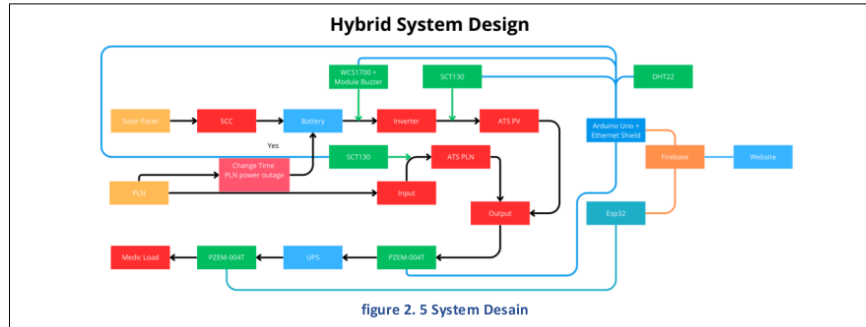 Hybrid System Design
WCS1700 +
Module Buzzer
SCT130
DHT22
Solar Panel
SCC
Battery
Inverter
ATS PV
Arduino Uno +
Ethernet Shield
Yes
SCT130
ATS PLN
Firebase
Website
Change Time
PLN power outage
PLN
Input
Output
Esp32
Medic Load
PZEM-004T
UPS
PZEM-004T
figure 2. 5 System Desain